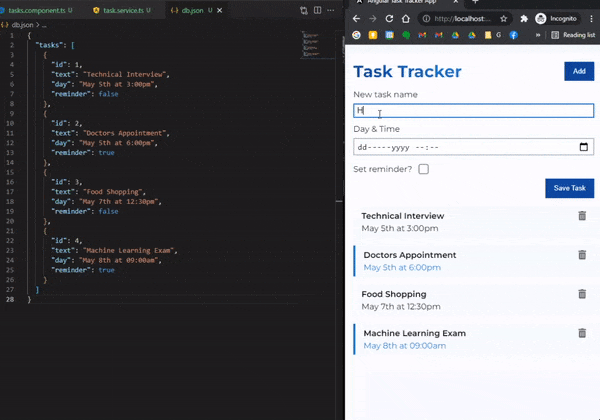 tasks.component.ts
task.service.ts
db.json
Angular Task Tracker App
db.json > ...
http://localhost:...
Incognito
Reading list
1 {
2 "tasks": [
3 {
4 "id": 1,
5 "text": "Technical Interview",
6 "day": "May 5th at 3:00pm",
7 "reminder": false
8 },
9 {
10 "id": 2,
11 "text": "Doctors Appointment",
12 "day": "May 5th at 6:00pm",
13 "reminder": true
14 },
15 {
16 "id": 3,
17 "text": "Food Shopping",
18 "day": "May 7th at 12:30pm",
19 "reminder": false
20 },
21 {
22 "id": 4,
23 "text": "Machine Learning Exam",
24 "day": "May 8th at 09:00am",
25 "reminder": true
26 }
27 ]
28 }
Task Tracker
Add
New task name
H
Day & Time
dd-----yyyy --:--
Set reminder?
Save Task
Technical Interview
May 5th at 3:00pm
Doctors Appointment
May 5th at 6:00pm
Food Shopping
May 7th at 12:30pm
Machine Learning Exam
May 8th at 09:00am